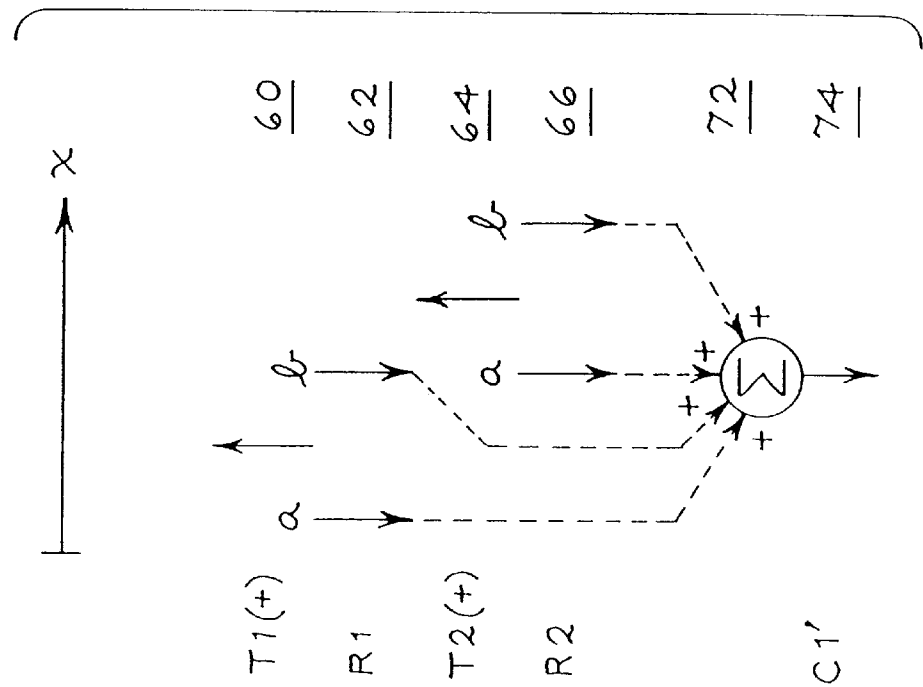 x
T1(+) 60
a b
R1 62
T2(+) 64
a b
R2 66
+ +
72
+ Σ +
C1' 74